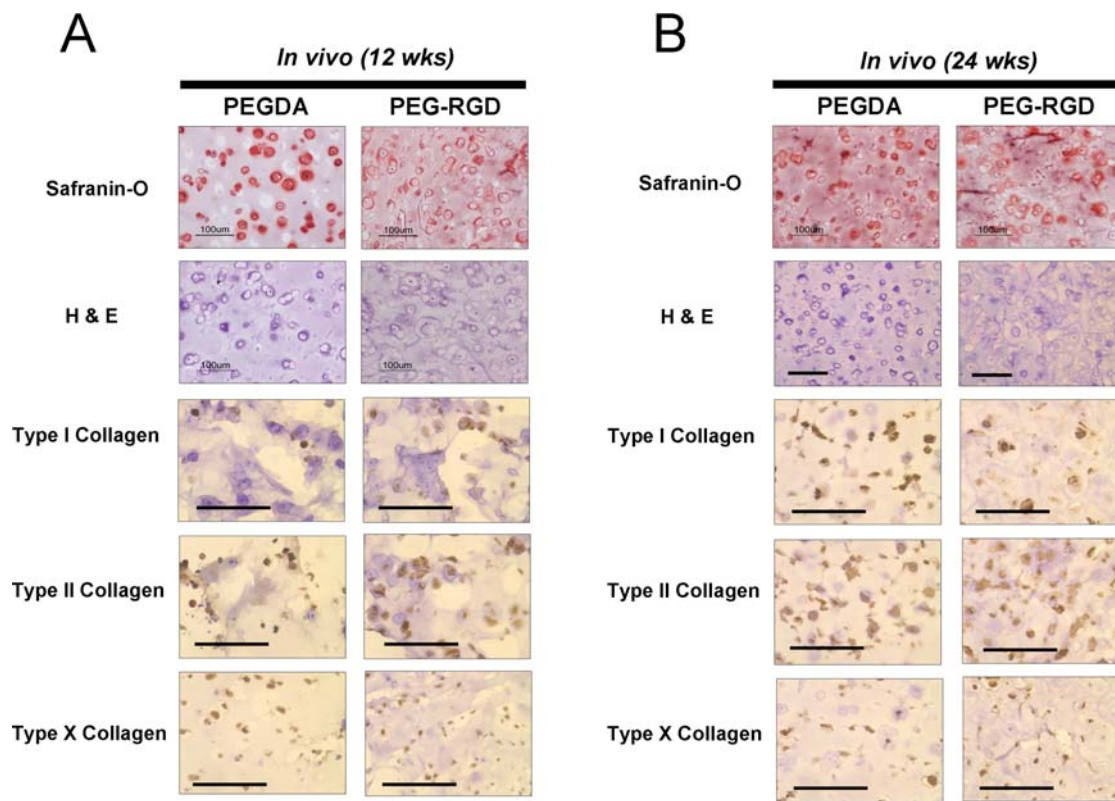 A
In vivo (12 wks)
PEGDA PEG-RGD
Safranin-O
100um 100um
H & E
100um 100um
Type I Collagen
Type II Collagen
Type X Collagen
B
In vivo (24 wks)
PEGDA PEG-RGD
Safranin-O
100um 100um
H & E
Type I Collagen
Type II Collagen
Type X Collagen